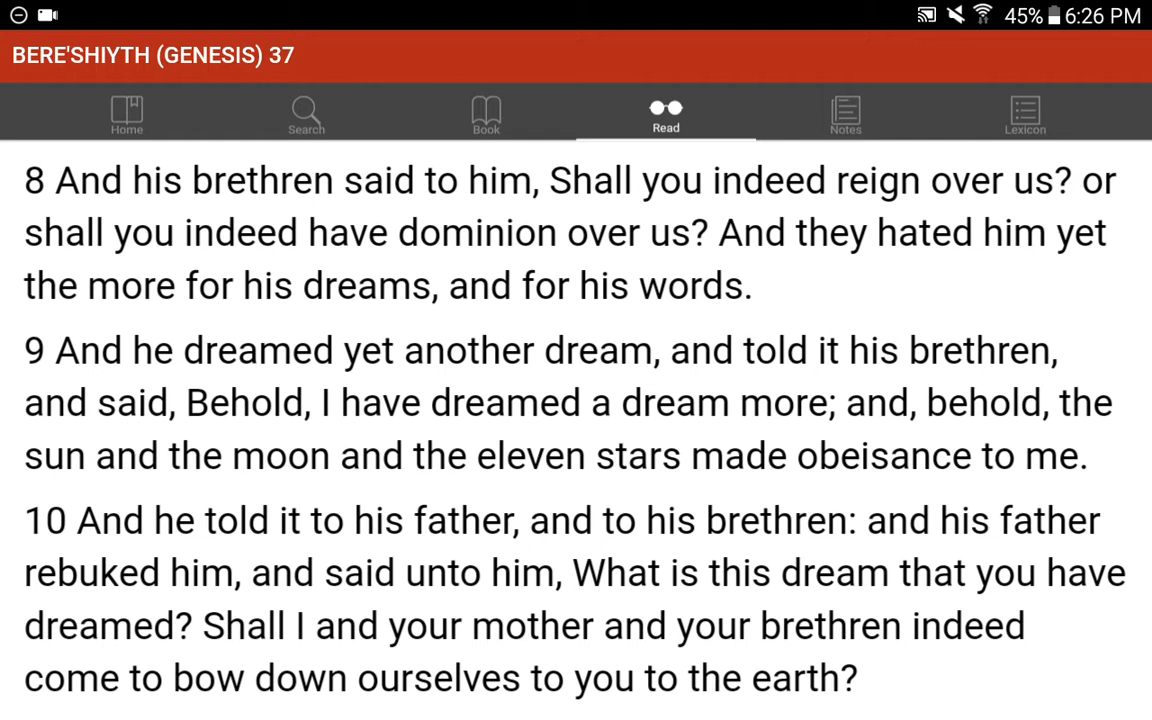 45% 6:26 PM
BERE'SHIYTH (GENESIS) 37
Home Search Book Read Notes Lexicon
8 And his brethren said to him, Shall you indeed reign over us? or
shall you indeed have dominion over us? And they hated him yet
the more for his dreams, and for his words.
9 And he dreamed yet another dream, and told it his brethren,
and said, Behold, I have dreamed a dream more; and, behold, the
sun and the moon and the eleven stars made obeisance to me.
10 And he told it to his father, and to his brethren: and his father
rebuked him, and said unto him, What is this dream that you have
dreamed? Shall I and your mother and your brethren indeed
come to bow down ourselves to you to the earth?